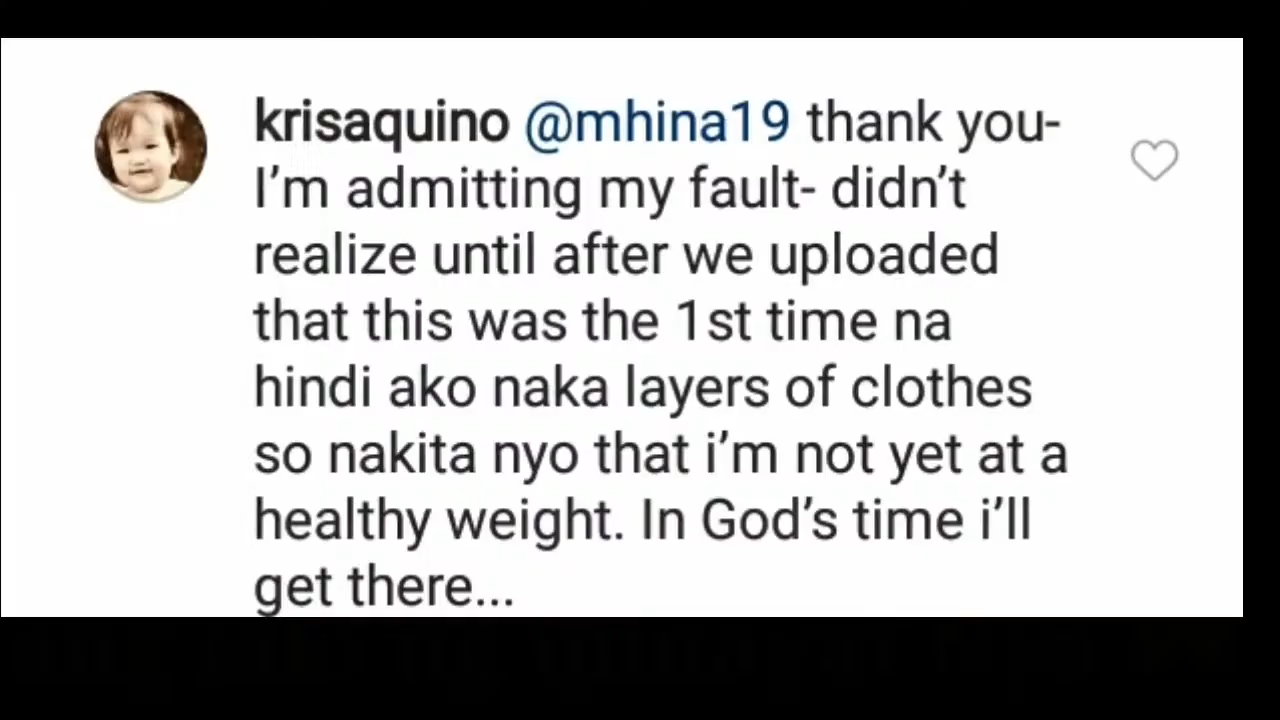 krisaquino @mhina19 thank you-
I’m admitting my fault- didn’t
realize until after we uploaded
that this was the 1st time na
hindi ako naka layers of clothes
so nakita nyo that i’m not yet at a
healthy weight. In God’s time i’ll
get there...